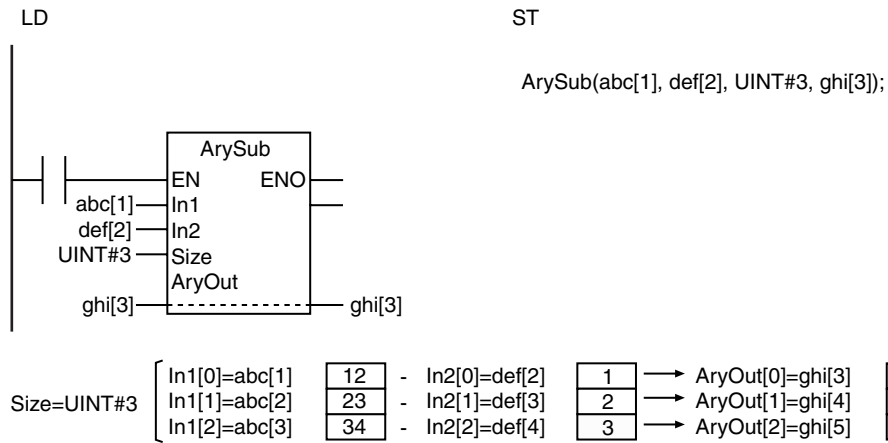 LD
ST
ArySub(abc[1], def[2], UINT#3, ghi[3]);
ArySub
EN ENO
abc[1] In1
def[2] In2
UINT#3 Size
AryOut
ghi[3] ghi[3]
In1[0]=abc[1] 12 - In2[0]=def[2] 1 AryOut[0]=ghi[3]
Size=UINT#3 In1[1]=abc[2] 23 - In2[1]=def[3] 2 AryOut[1]=ghi[4]
In1[2]=abc[3] 34 - In2[2]=def[4] 3 AryOut[2]=ghi[5]